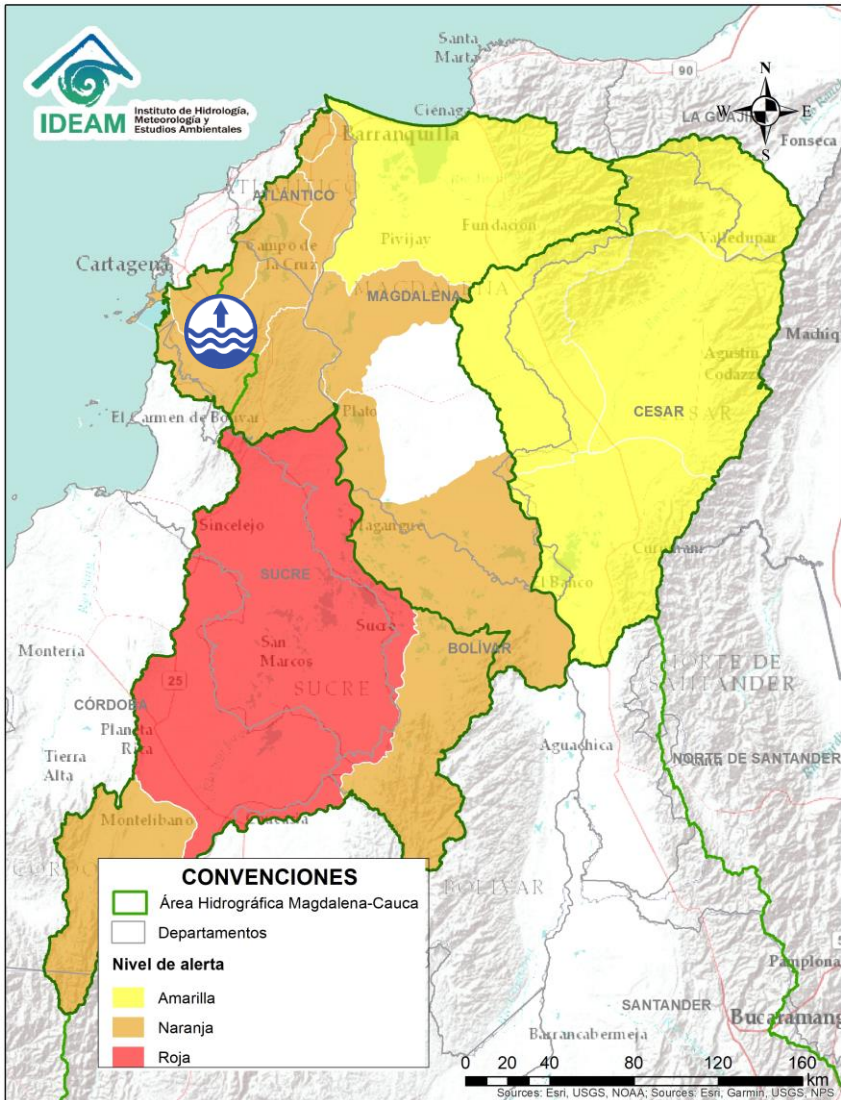 Santa
Marta
90
N
W E
S
IDEAM
Instituto de Hidrología,
Meteorología y
Estudios Ambientales
Ciénaga
LA GUAJIR
Fonseca
Barranquilla
ATLÁNTICO
Pivijay
Fundación
Valledupar
Cartagena
Campo de
la Cruz
MAGDALENA
Machiq
Agustín
Codazzi
El Carmen de Bolívar
Plato
CESAR
Sincelejo
Magangué
SUCRE
El Banco
Sucre
Montería
San
Marcos
BOLÍVAR
NORTE DE
SANTANDER
25
SUCRE
CÓRDOBA
Planeta
Rica
Tierra
Alta
Aguachica
NORTE DE SANTANDER
Montelíbano
Caucasia
BOLÍVAR
CONVENCIONES
Área Hidrográfica Magdalena-Cauca
Departamentos
Nivel de alerta
Amarilla
Naranja
Roja
Pamplona
SANTANDER
Bucaramang
Barrancabermeja
0 20 40 80 120 160
km
Sources: Esri, USGS, NOAA; Sources: Esri, Garmin, USGS, NPS